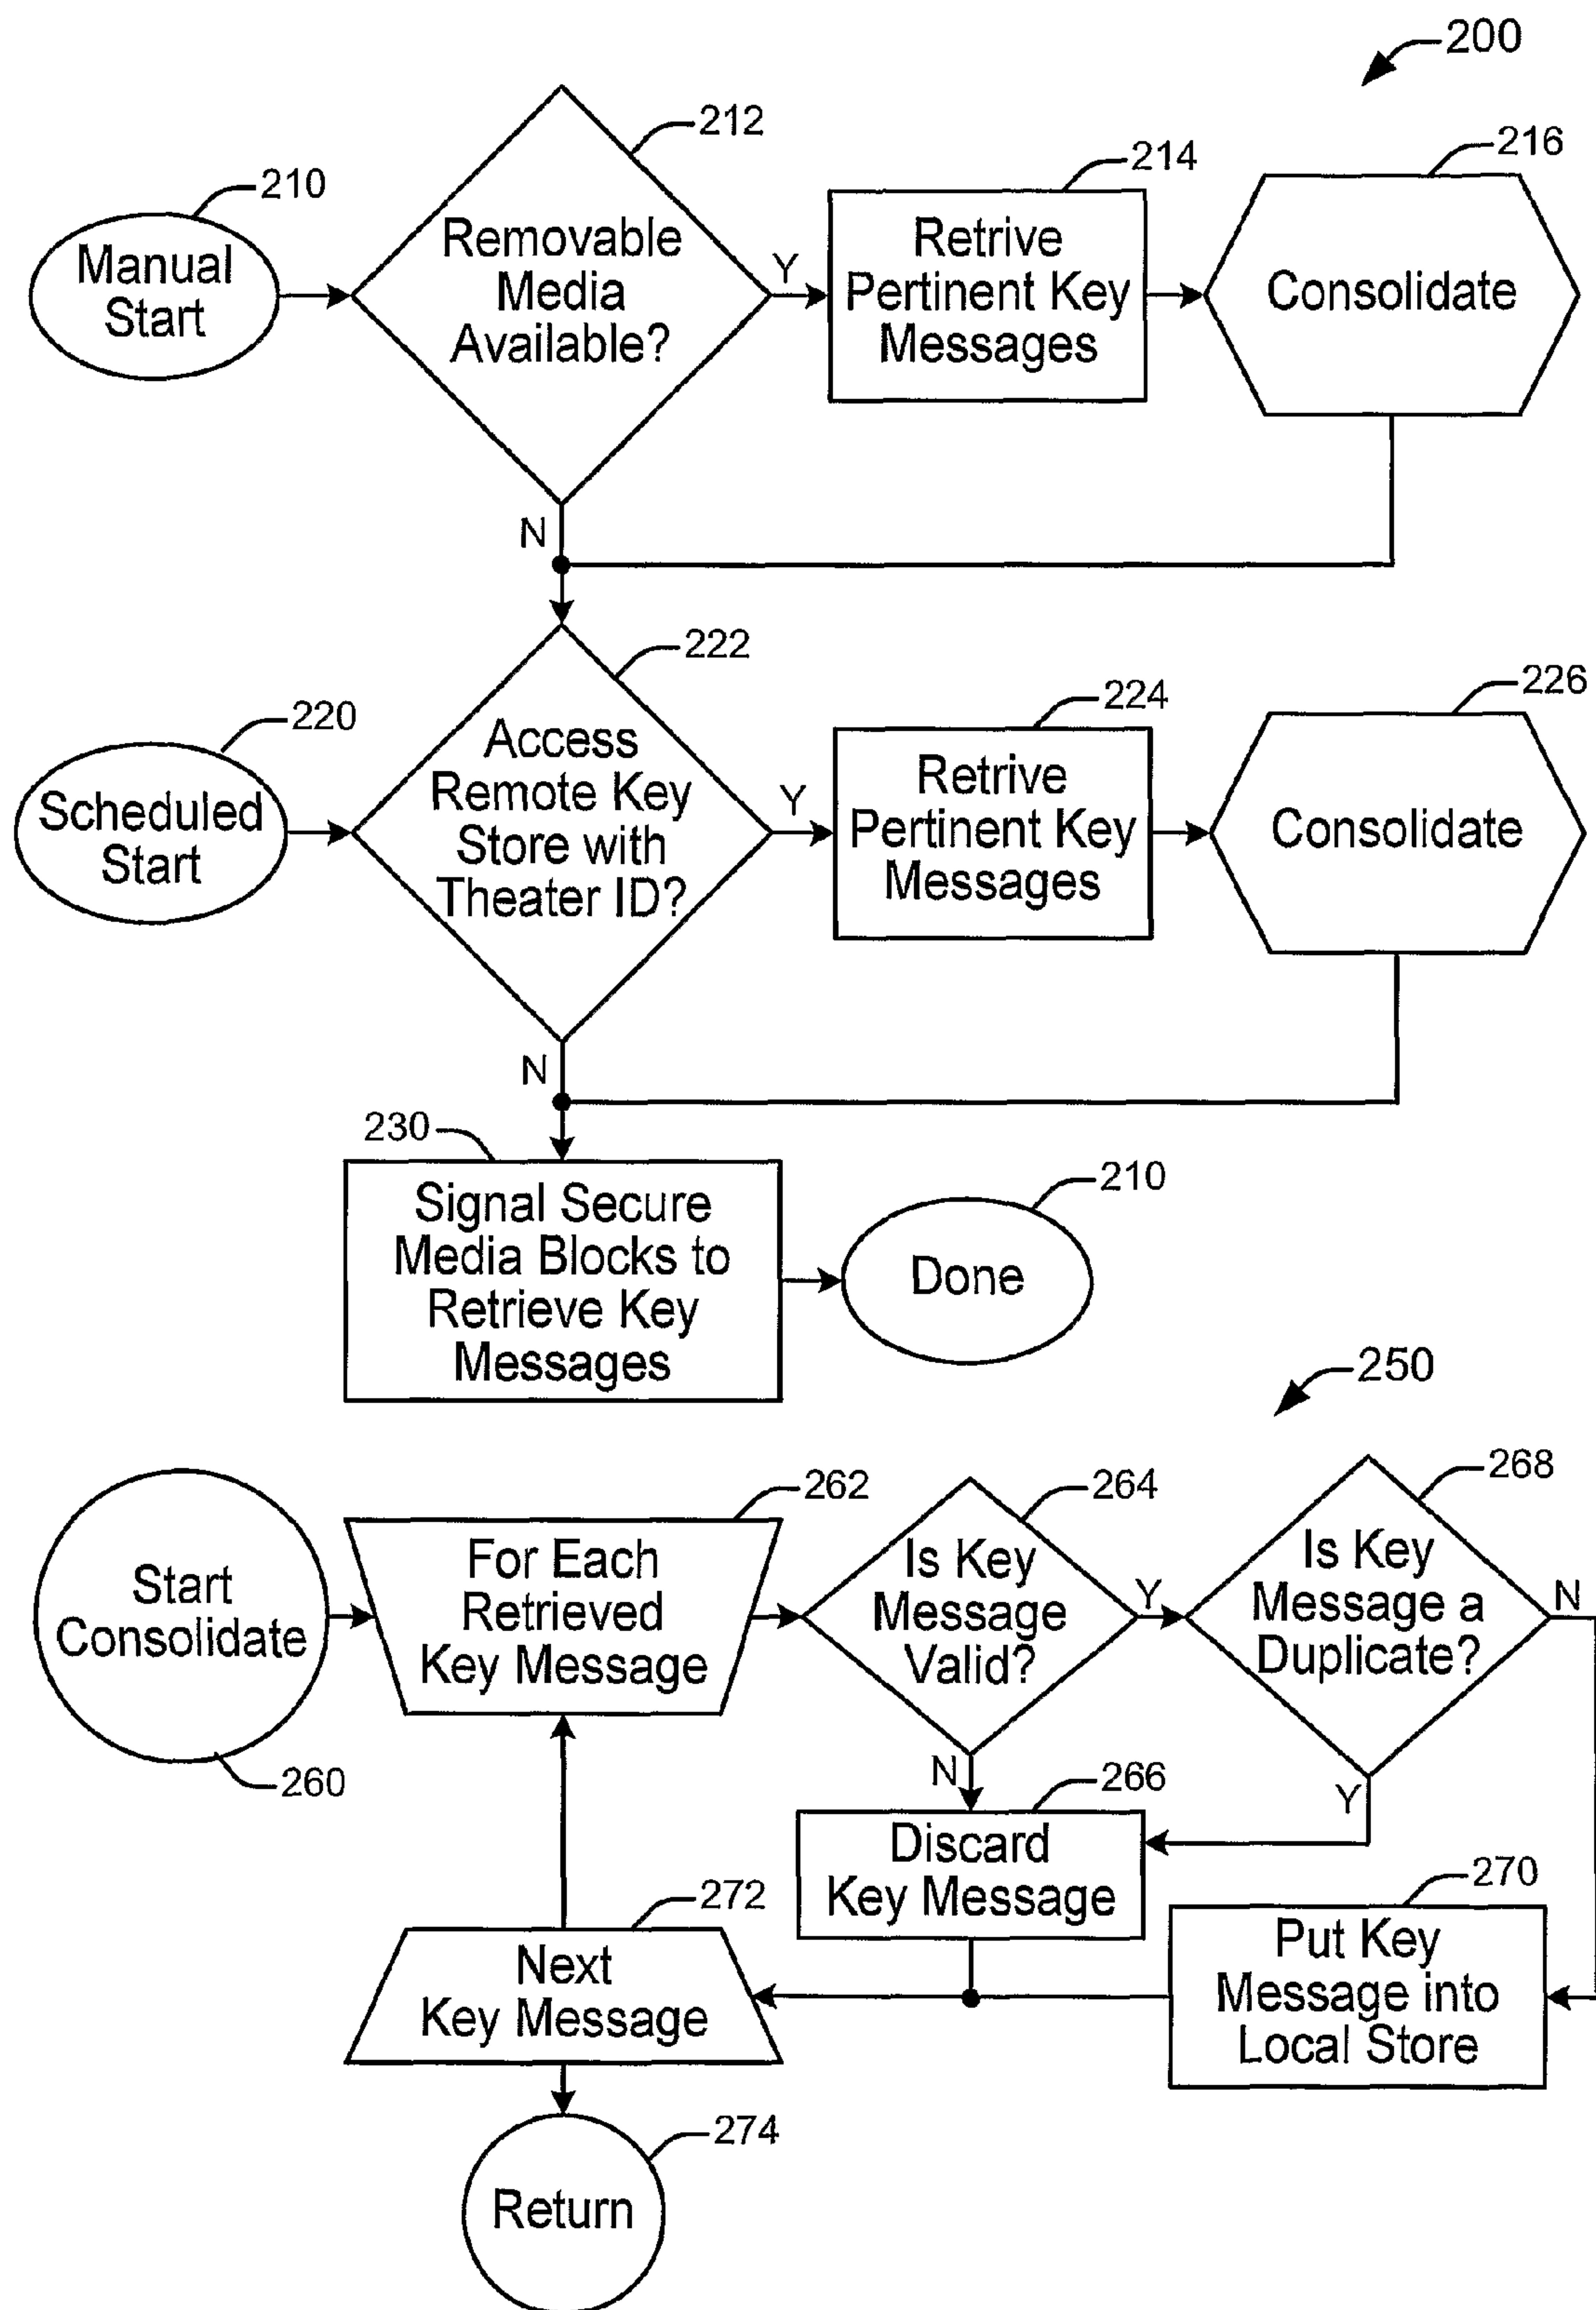 200
210
Manual
Start
212
Removable
Media
Available?
Y
N
214
Retrive
Pertinent Key
Messages
216
Consolidate
220
Scheduled
Start
222
Access
Remote Key
Store with
Theater ID?
Y
N
224
Retrive
Pertinent Key
Messages
226
Consolidate
230
Signal Secure
Media Blocks to
Retrieve Key
Messages
210
Done
250
Start
Consolidate
260
262
For Each
Retrieved
Key Message
264
Is Key
Message
Valid?
Y
N
268
Is Key
Message a
Duplicate?
N
Y
266
Discard
Key Message
270
Put Key
Message into
Local Store
272
Next
Key Message
274
Return